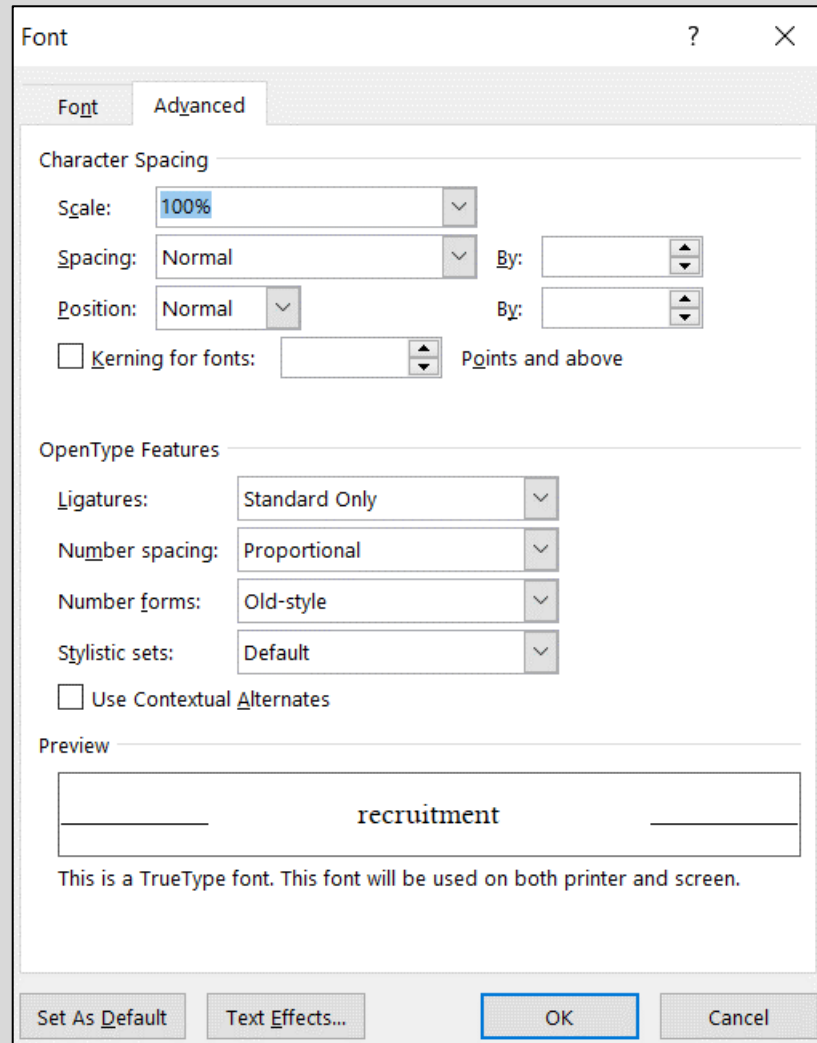 Font ?
Font Advanced
Character Spacing
Scale: 100%
Spacing: Normal By:
Position: Normal By:
Kerning for fonts: Points and above
OpenType Features
Ligatures: Standard Only
Number spacing: Proportional
Number forms: Old-style
Stylistic sets: Default
Use Contextual Alternates
Preview
recruitment
This is a TrueType font. This font will be used on both printer and screen.
Set As Default Text Effects... OK Cancel